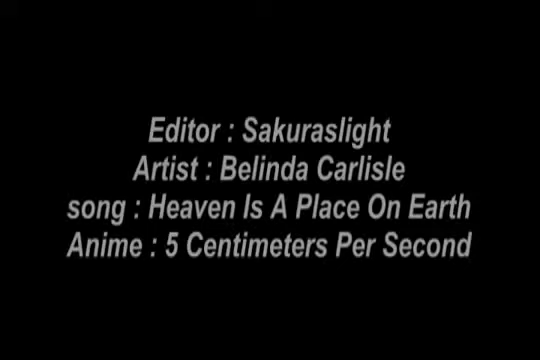 Editor : Sakuraslight
Artist : Belinda Carlisle
song : Heaven Is A Place On Earth
Anime : 5 Centimeters Per Second